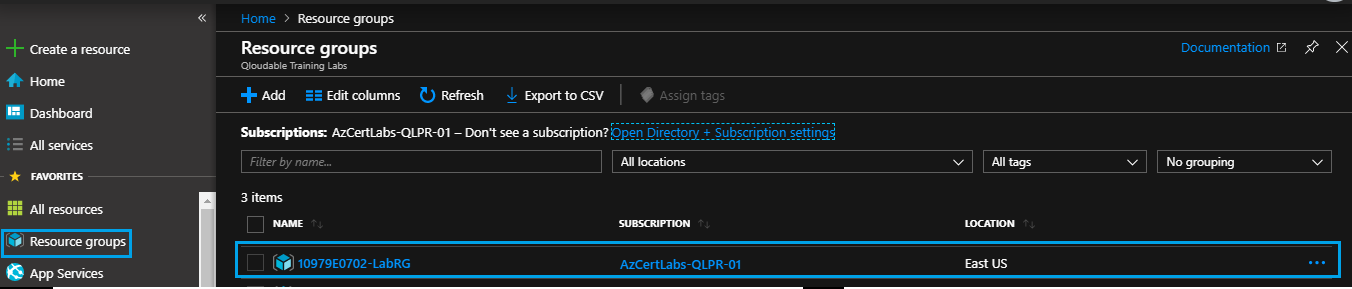 «
Create a resource
Home
Dashboard
All services
FAVORITES
All resources
Resource groups
App Services
Home > Resource groups
Resource groups
Qloudable Training Labs
Documentation
Add Edit columns Refresh Export to CSV Assign tags
Subscriptions: AzCertLabs-QLPR-01 – Don't see a subscription? Open Directory + Subscription settings
Filter by name... All locations All tags No grouping
3 items
NAME SUBSCRIPTION LOCATION
10979E0702-LabRG AzCertLabs-QLPR-01 East US